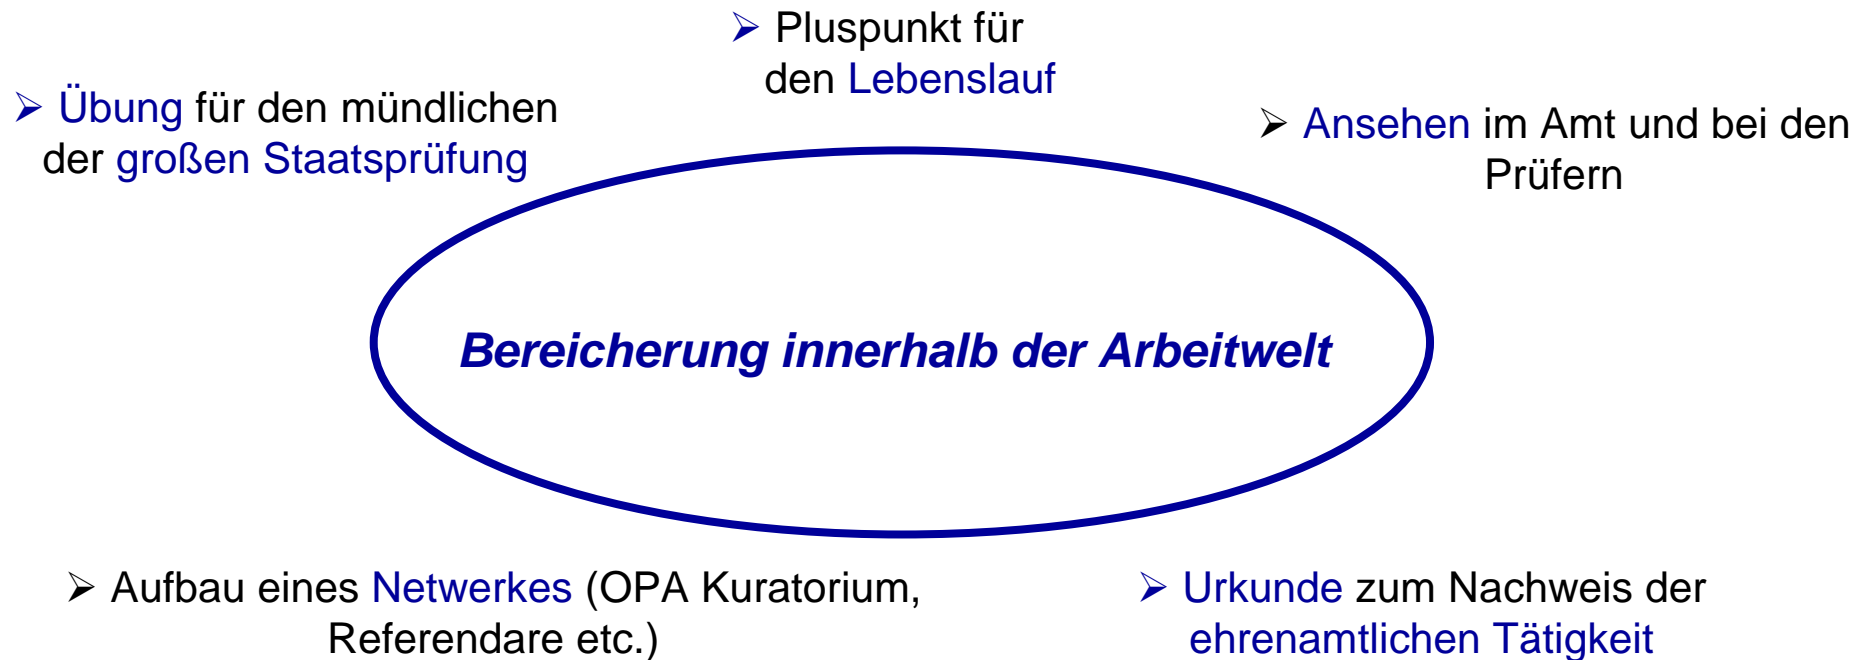 ➢ Pluspunkt für
den Lebenslauf
➢ Übung für den mündlichen
der großen Staatsprüfung
➢ Ansehen im Amt und bei den
Prüfern
Bereicherung innerhalb der Arbeitwelt
➢ Aufbau eines Netwerkes (OPA Kuratorium,
Referendare etc.)
➢ Urkunde zum Nachweis der
ehrenamtlichen Tätigkeit